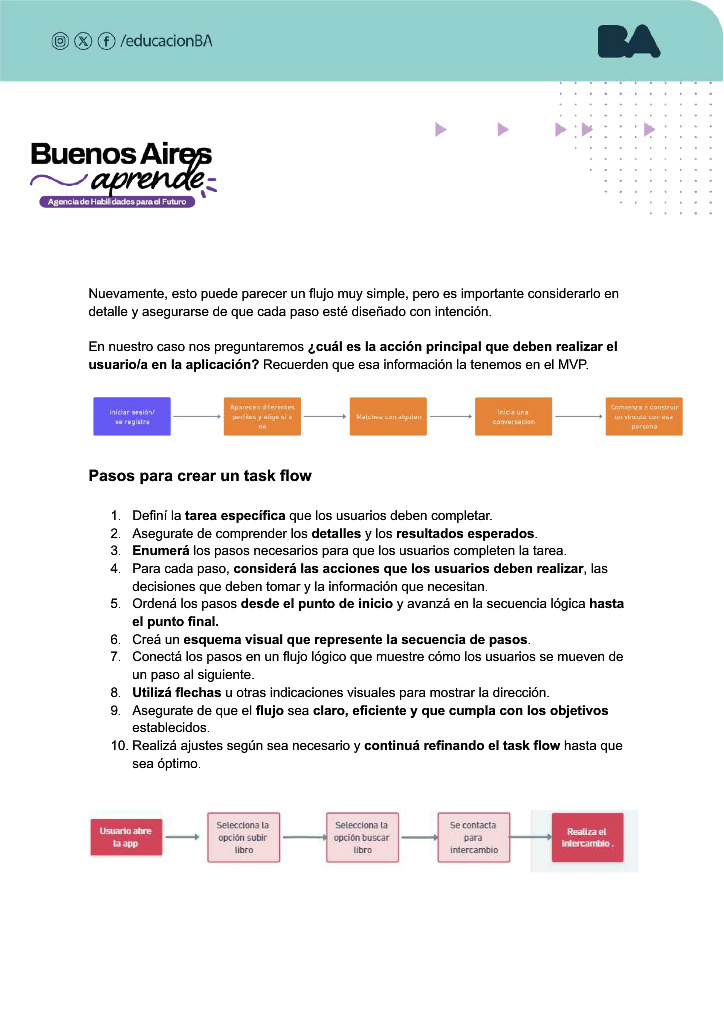 /educacionBA
BA
Buenos Aires
aprende
Agencia de Habilidades para el Futuro
Nuevamente, esto puede parecer un flujo muy simple, pero es importante considerarlo en
detalle y asegurarse de que cada paso esté diseñado con intención.
En nuestro caso nos preguntaremos ¿cuál es la acción principal que deben realizar el
usuario/a en la aplicación? Recuerden que esa información la tenemos en el MVP.
Iniciar sesión/
se registra
Aparecen diferentes
perfiles y elige si o
no
Matchea con alguien
Inicia una
conversacion
Comienza a construir
un vinculo con esa
persona
Pasos para crear un task flow
1. Definí la tarea específica que los usuarios deben completar.
2. Asegurate de comprender los detalles y los resultados esperados.
3. Enumerá los pasos necesarios para que los usuarios completen la tarea.
4. Para cada paso, considerá las acciones que los usuarios deben realizar, las
decisiones que deben tomar y la información que necesitan.
5. Ordená los pasos desde el punto de inicio y avanzá en la secuencia lógica hasta
el punto final.
6. Creá un esquema visual que represente la secuencia de pasos.
7. Conectá los pasos en un flujo lógico que muestre cómo los usuarios se mueven de
un paso al siguiente.
8. Utilizá flechas u otras indicaciones visuales para mostrar la dirección.
9. Asegurate de que el flujo sea claro, eficiente y que cumpla con los objetivos
establecidos.
10. Realizá ajustes según sea necesario y continuá refinando el task flow hasta que
sea óptimo.
Usuario abre
la app
Selecciona la
opción subir
libro
Selecciona la
opción buscar
libro
Se contacta
para
intercambio
Realiza el
intercambio .